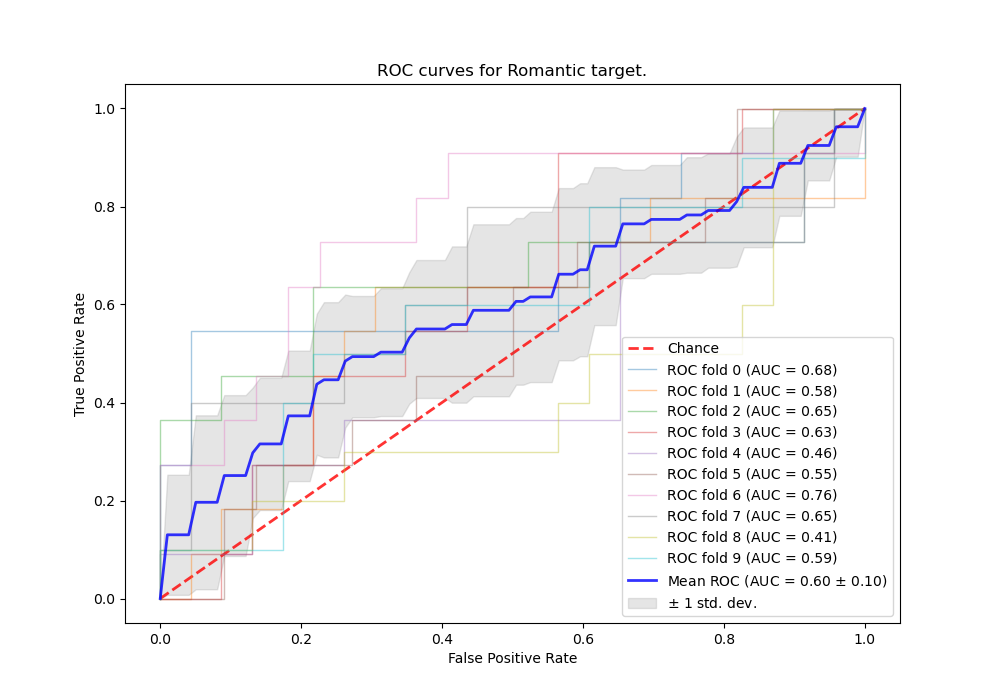 ROC curves for Romantic target.
True Positive Rate
1.0
0.8
0.6
0.4
0.2
0.0
Chance
ROC fold 0 (AUC = 0.68)
ROC fold 1 (AUC = 0.58)
ROC fold 2 (AUC = 0.65)
ROC fold 3 (AUC = 0.63)
ROC fold 4 (AUC = 0.46)
ROC fold 5 (AUC = 0.55)
ROC fold 6 (AUC = 0.76)
ROC fold 7 (AUC = 0.65)
ROC fold 8 (AUC = 0.41)
ROC fold 9 (AUC = 0.59)
Mean ROC (AUC = 0.60 ± 0.10)
± 1 std. dev.
0.0 0.2 0.4 0.6 0.8 1.0
False Positive Rate